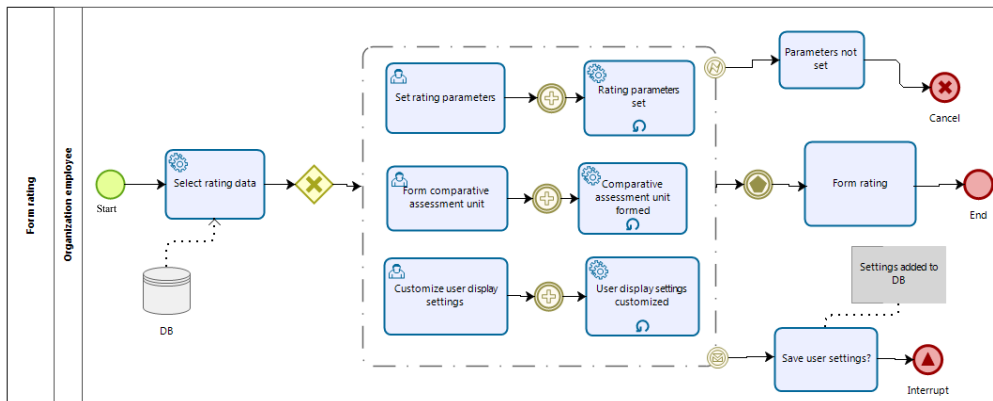 Form rating
Organization employee
Start
Select rating data
DB
Set rating parameters
Rating parameters
set
Form comparative
assessment unit
Comparative
assessment unit
formed
Customize user display
settings
User display settings
customized
Parameters not
set
Cancel
Form rating
End
Settings added to
DB
Save user settings?
Interrupt